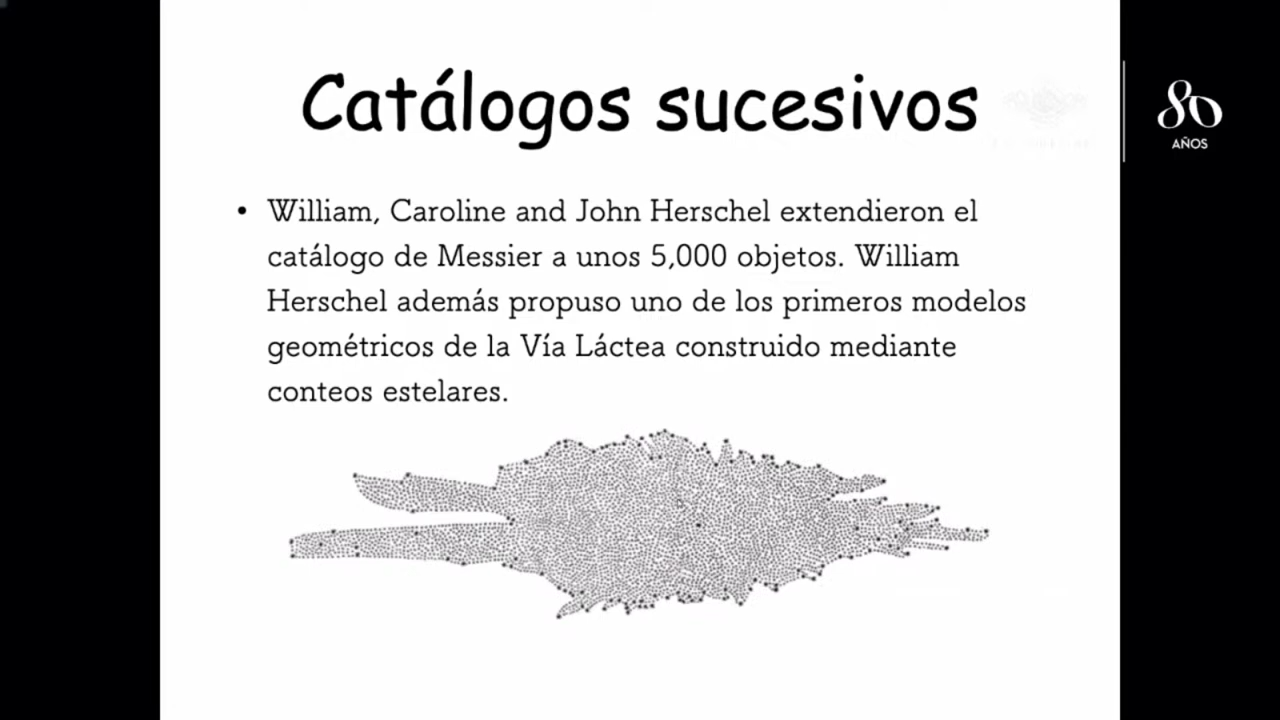 Catálogos sucesivos
80
AÑOS
• William, Caroline and John Herschel extendieron el
catálogo de Messier a unos 5,000 objetos. William
Herschel además propuso uno de los primeros modelos
geométricos de la Vía Láctea construido mediante
conteos estelares.